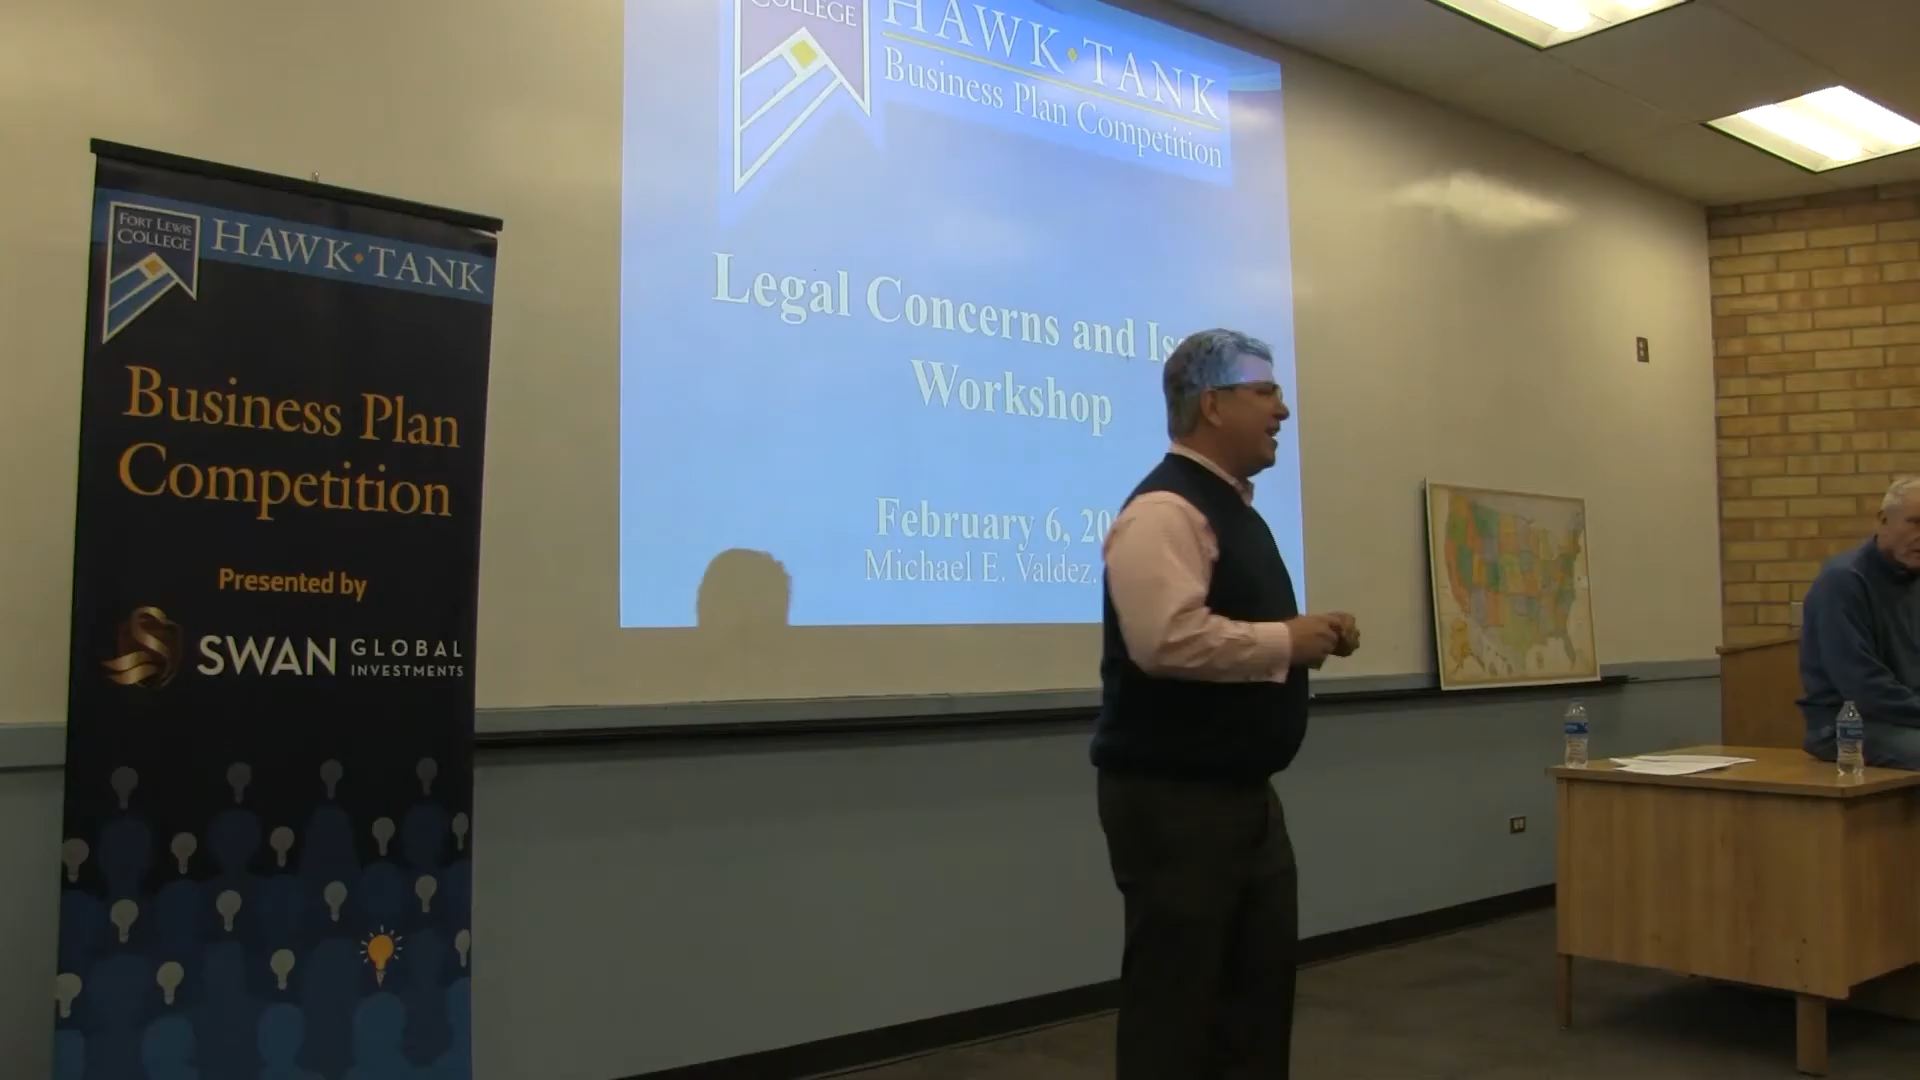 FORT LEWIS
COLLEGE
HAWK·TANK
Business Plan
Competition
Presented by
SWAN GLOBAL
INVESTMENTS
COLLEGE
HAWK·TANK
Business Plan Competition
Legal Concerns and Is
Workshop
February 6, 20
Michael E. Valdez.